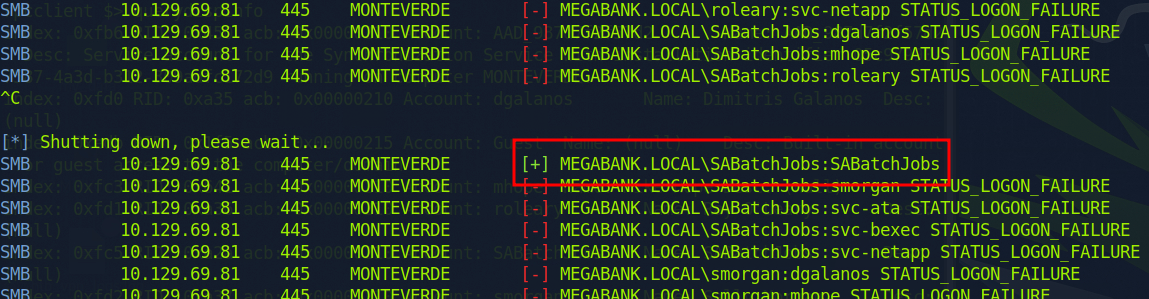 SMB 10.129.69.81 445 MONTEVERDE [-] MEGABANK.LOCAL\roleary:svc-netapp STATUS_LOGON_FAILURE
SMB 10.129.69.81 445 MONTEVERDE [-] MEGABANK.LOCAL\SABatchJobs:dgalanos STATUS_LOGON_FAILURE
SMB 10.129.69.81 445 MONTEVERDE [-] MEGABANK.LOCAL\SABatchJobs:mhope STATUS_LOGON_FAILURE
SMB 10.129.69.81 445 MONTEVERDE [-] MEGABANK.LOCAL\SABatchJobs:roleary STATUS_LOGON_FAILURE
^C
[*] Shutting down, please wait...
SMB 10.129.69.81 445 MONTEVERDE [+] MEGABANK.LOCAL\SABatchJobs:SABatchJobs
SMB 10.129.69.81 445 MONTEVERDE [-] MEGABANK.LOCAL\SABatchJobs:smorgan STATUS_LOGON_FAILURE
SMB 10.129.69.81 445 MONTEVERDE [-] MEGABANK.LOCAL\SABatchJobs:svc-ata STATUS_LOGON_FAILURE
SMB 10.129.69.81 445 MONTEVERDE [-] MEGABANK.LOCAL\SABatchJobs:svc-bexec STATUS_LOGON_FAILURE
SMB 10.129.69.81 445 MONTEVERDE [-] MEGABANK.LOCAL\SABatchJobs:svc-netapp STATUS_LOGON_FAILURE
SMB 10.129.69.81 445 MONTEVERDE [-] MEGABANK.LOCAL\smorgan:dgalanos STATUS_LOGON_FAILURE
SMB 10.129.69.81 445 MONTEVERDE [-] MEGABANK.LOCAL\smorgan:mhope STATUS_LOGON_FAILURE